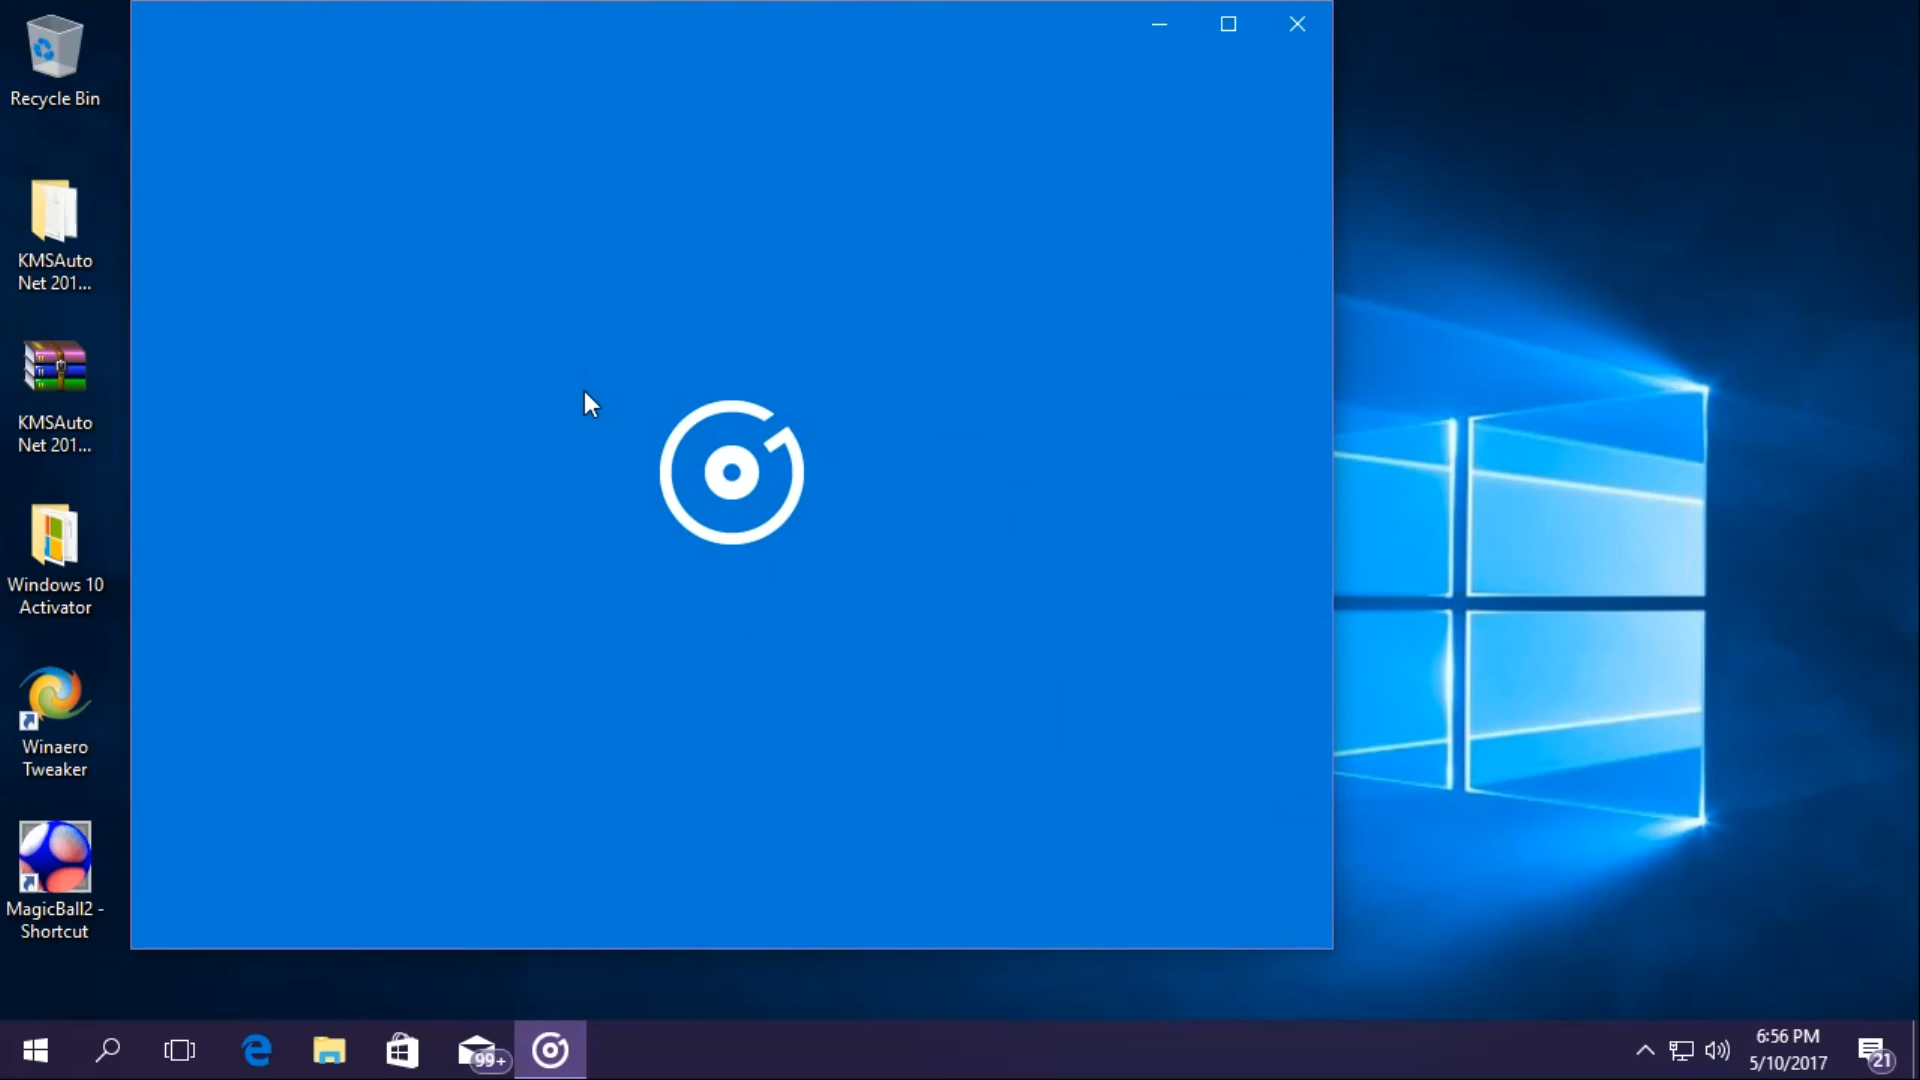 Recycle Bin
KMSAuto
Net 201...
KMSAuto
Net 201...
Windows 10
Activator
Winaero
Tweaker
MagicBall2 -
Shortcut
99+
6:56 PM
5/10/2017
21